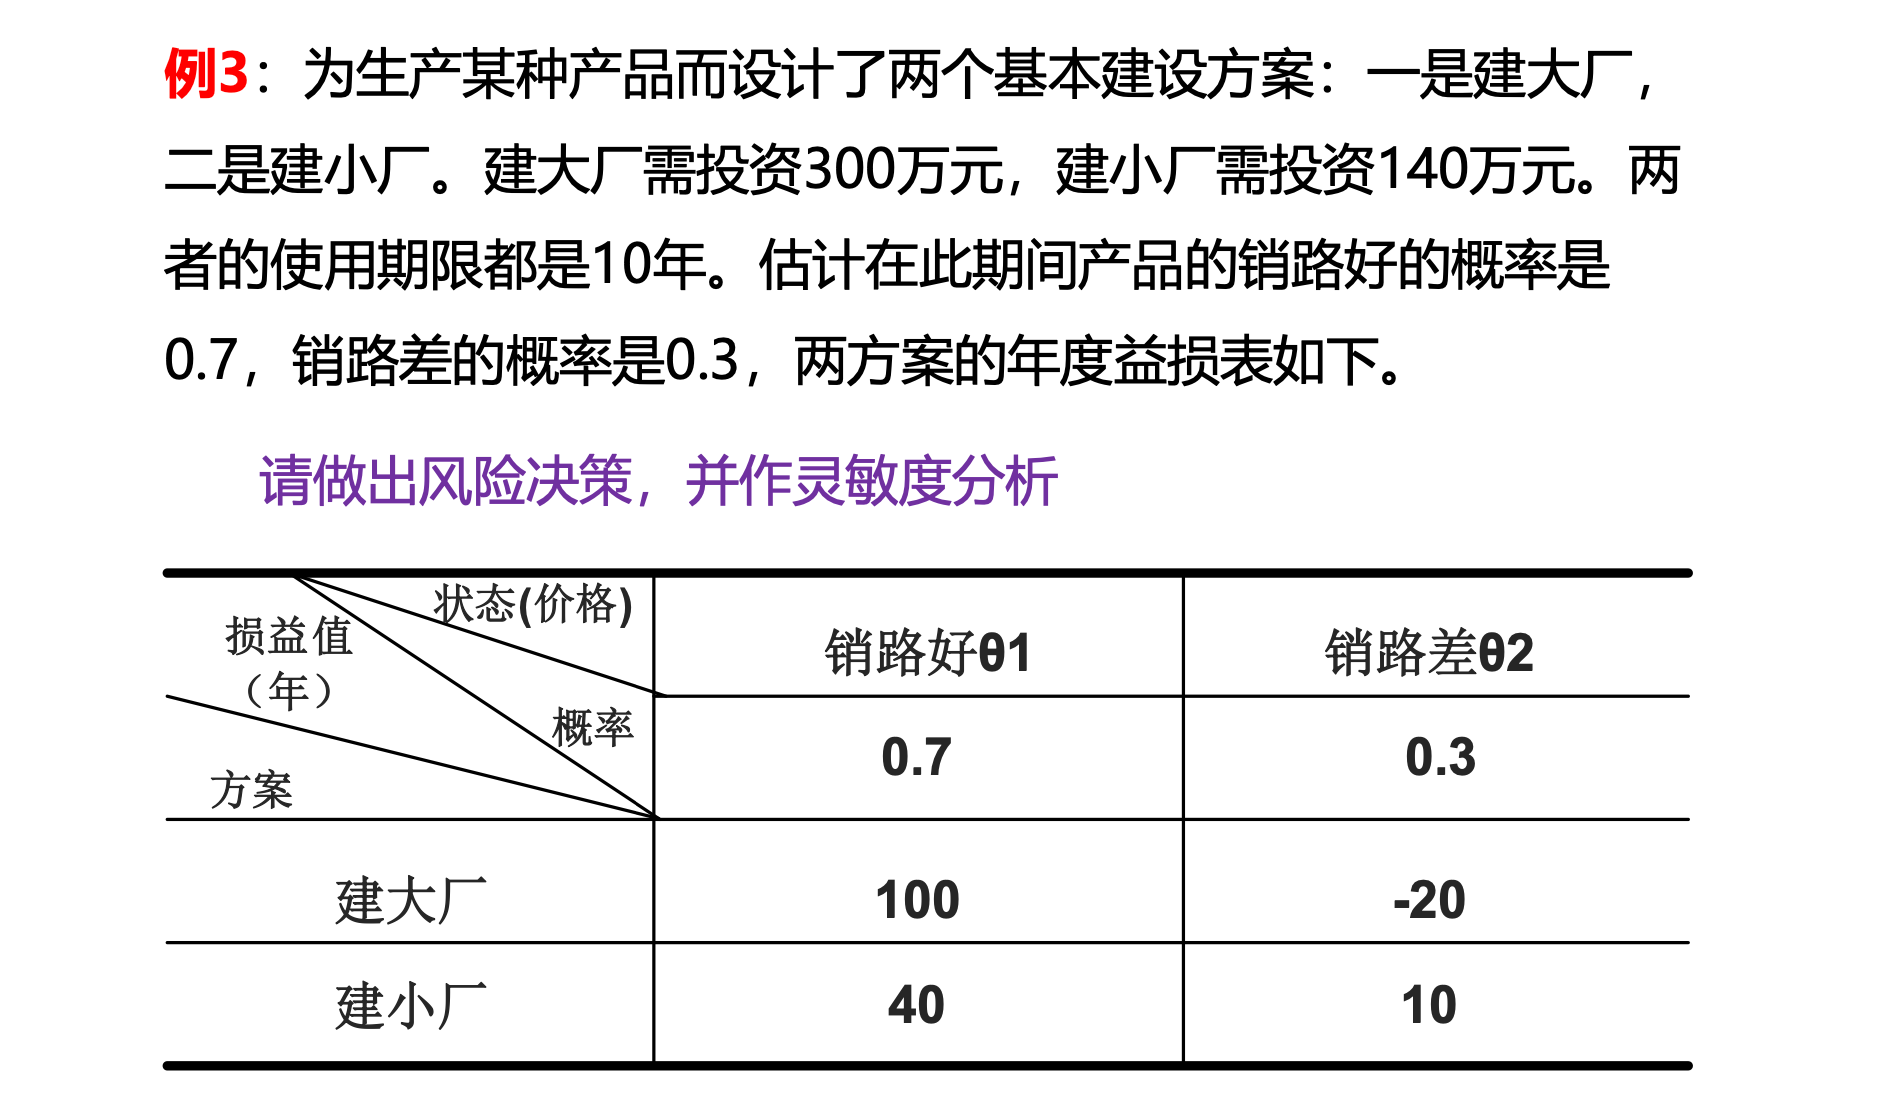 例3：为生产某种产品而设计了两个基本建设方案：一是建大厂，
二是建小厂。建大厂需投资300万元，建小厂需投资140万元。两
者的使用期限都是10年。估计在此期间产品的销路好的概率是
0.7，销路差的概率是0.3，两方案的年度益损表如下。
请做出风险决策，并作灵敏度分析
状态(价格)
损益值
（年）
概率
方案
销路好θ1
销路差θ2
0.7
0.3
建大厂
100
-20
建小厂
40
10